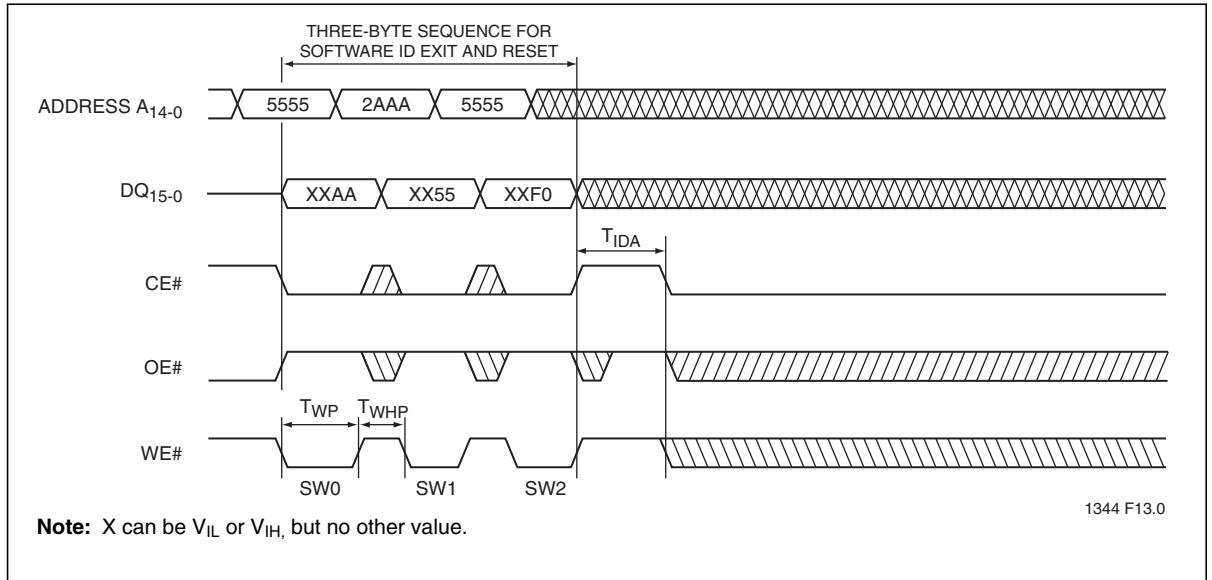 THREE-BYTE SEQUENCE FOR
SOFTWARE ID EXIT AND RESET
ADDRESS A14-0
5555 2AAA 5555
DQ15-0
XXAA XX55 XXF0
TIDA
CE#
OE#
TWP TWHP
WE#
SW0 SW1 SW2
1344 F13.0
Note: X can be VIL or VIH, but no other value.